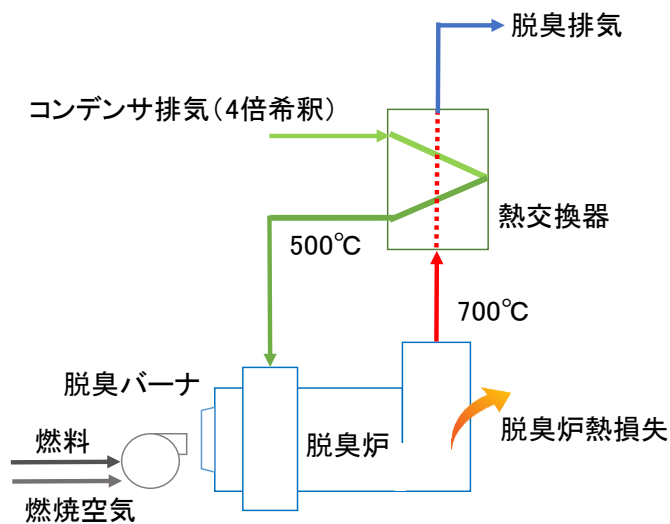 脱臭排気
コンデンサ排気（4倍希釈）
熱交換器
500℃
700℃
脱臭バーナ
燃料
脱臭炉
脱臭炉熱損失
燃焼空気